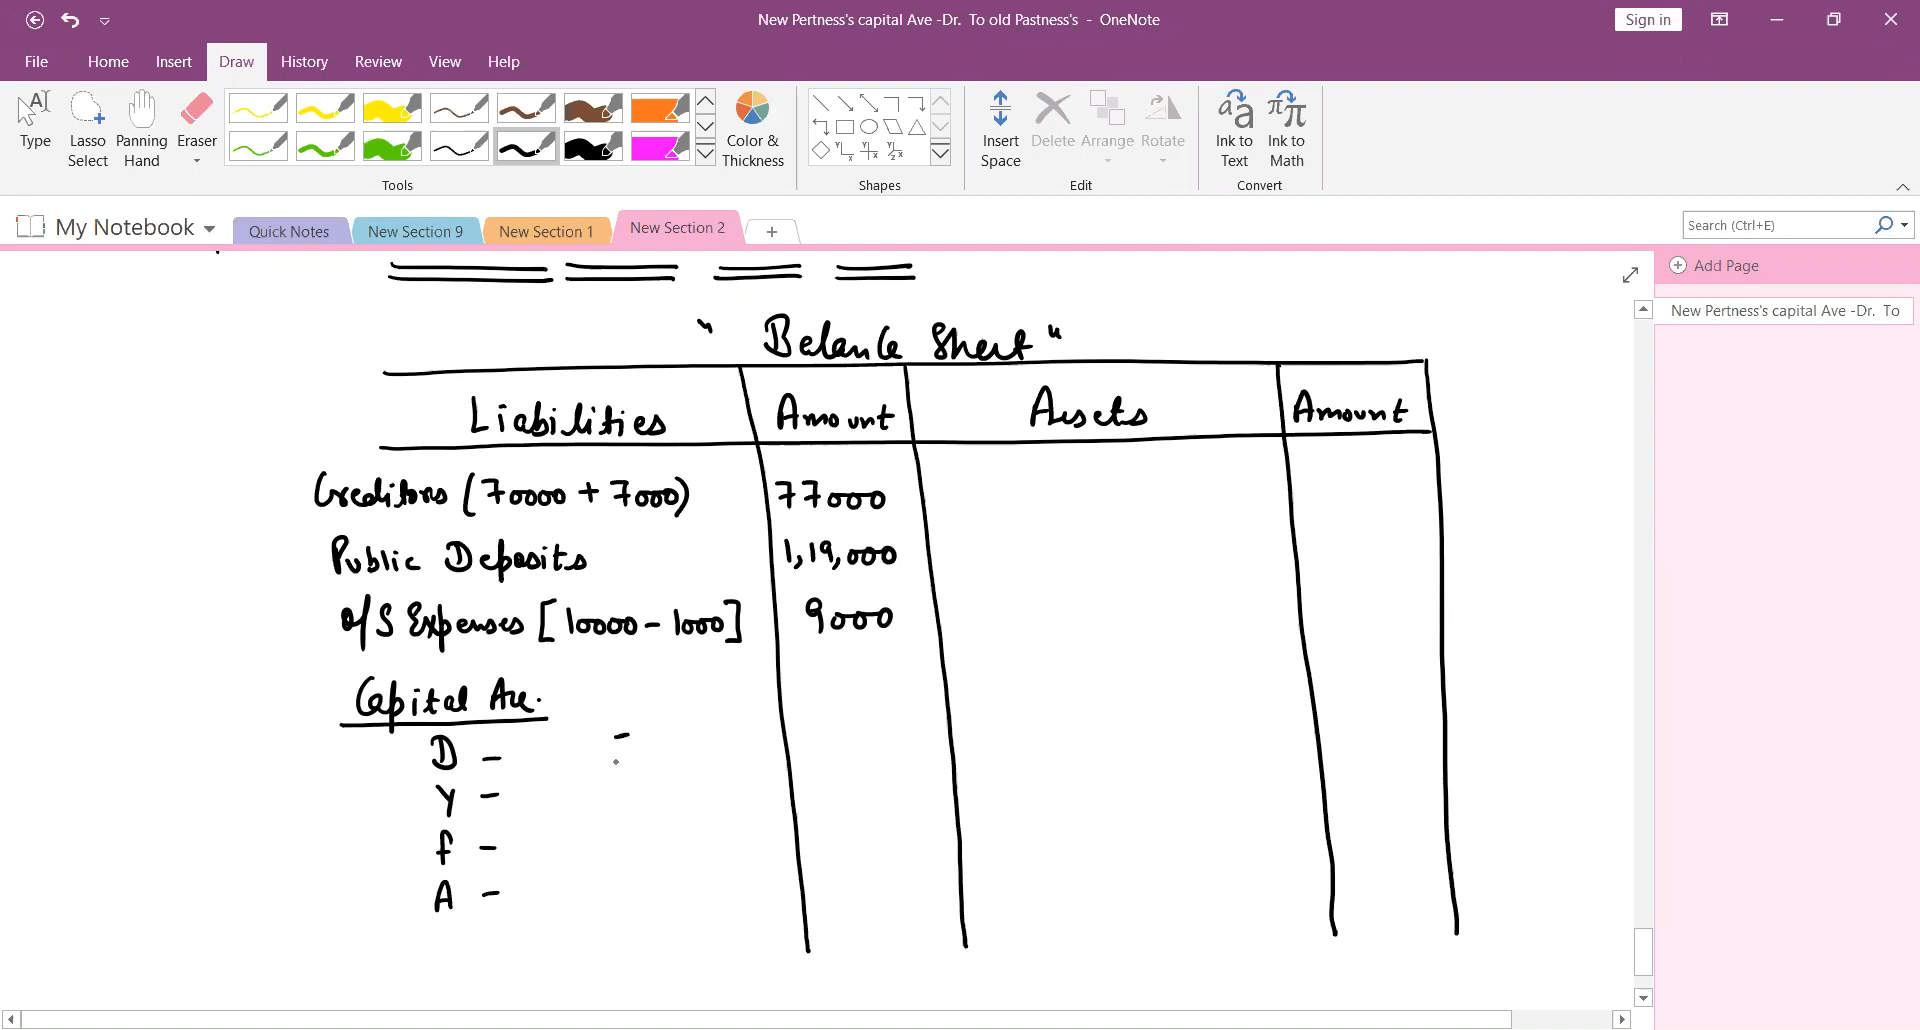 New Pertness's capital Ave -Dr. To old Pastness's - OneNote
Sign in
File Home Insert Draw History Review View Help
Type
Lasso Select
Panning Hand
Eraser
Color & Thickness
Insert Space
Delete
Arrange
Rotate
Ink to Text
Ink to Math
Tools
Shapes
Edit
Convert
My Notebook
Quick Notes
New Section 9
New Section 1
New Section 2
Search (Ctrl+E)
Add Page
New Pertness's capital Ave -Dr. To
" Balance Sheet "
Liabilities Amount Assets Amount
Creditors (70000 + 7000) 77000
Public Deposits 1,19,000
O/S Expenses [10000 - 1000] 9000
Capital Acc.
D -
Y -
f -
A -